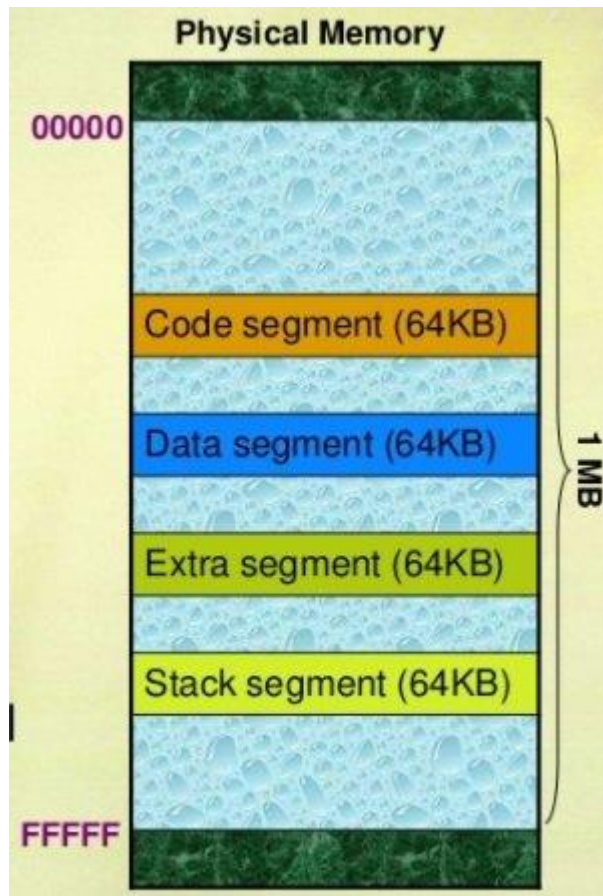 Physical Memory
00000
Code segment (64KB)
Data segment (64KB)
1 MB
Extra segment (64KB)
Stack segment (64KB)
FFFFF